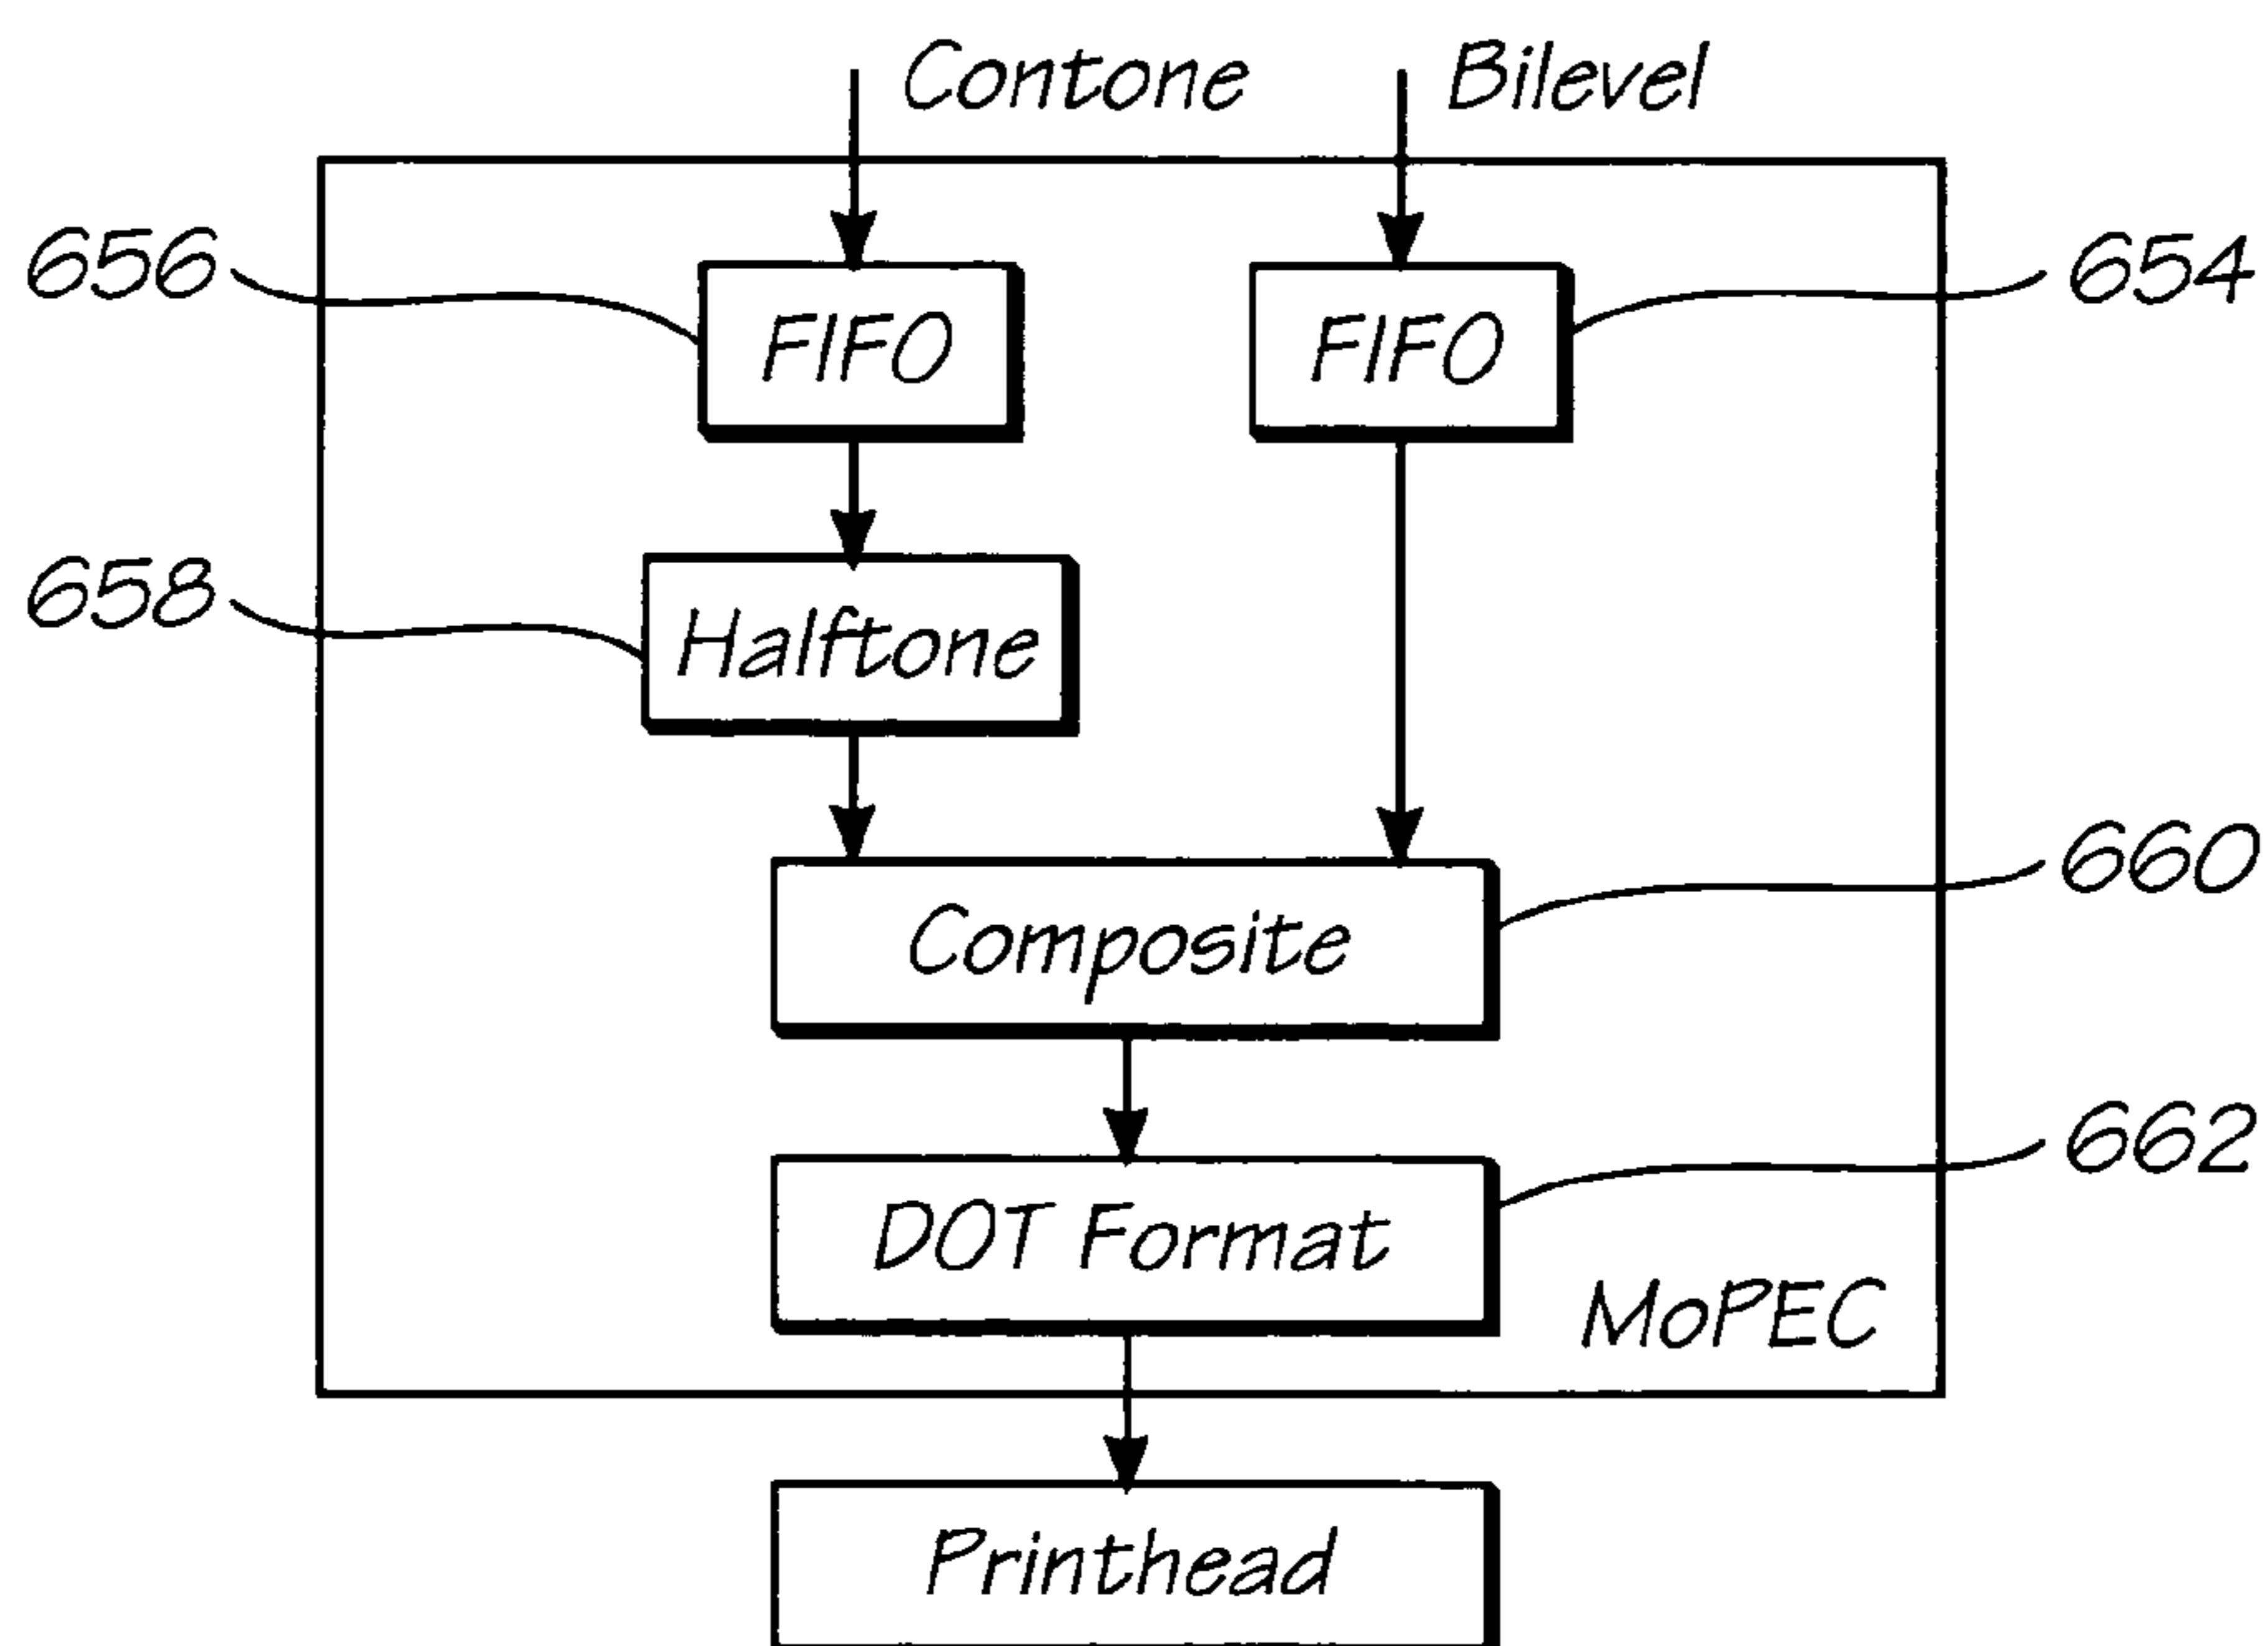 Contone
Bilevel
656
FIFO
FIFO
654
658
Halftone
660
Composite
662
DOT Format
MoPEC
Printhead